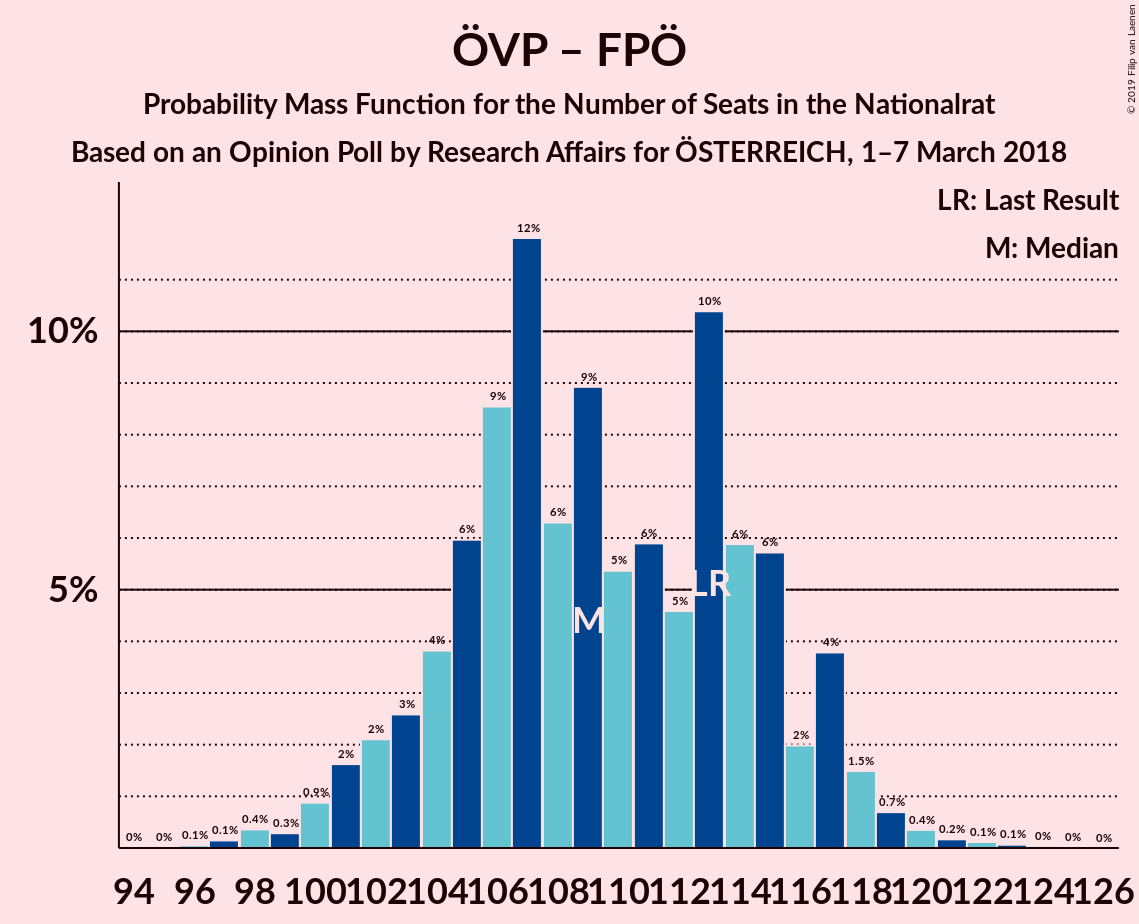 ÖVP – FPÖ
Probability Mass Function for the Number of Seats in the Nationalrat
Based on an Opinion Poll by Research Affairs for ÖSTERREICH, 1–7 March 2018
© 2019 Filip van Laenen
LR: Last Result
M: Median
10%
5%
0% 0% 0.1% 0.1% 0.4% 0.3% 0.9% 2% 2% 3% 4% 6% 9% 12% 6% 9% 5% 6% 5% 10% 6% 6% 2% 4% 1.5% 0.7% 0.4% 0.2% 0.1% 0.1% 0% 0% 0%
M
LR
94 96 98 100 102 104 106 108 110 112 114 116 118 120 122 124 126